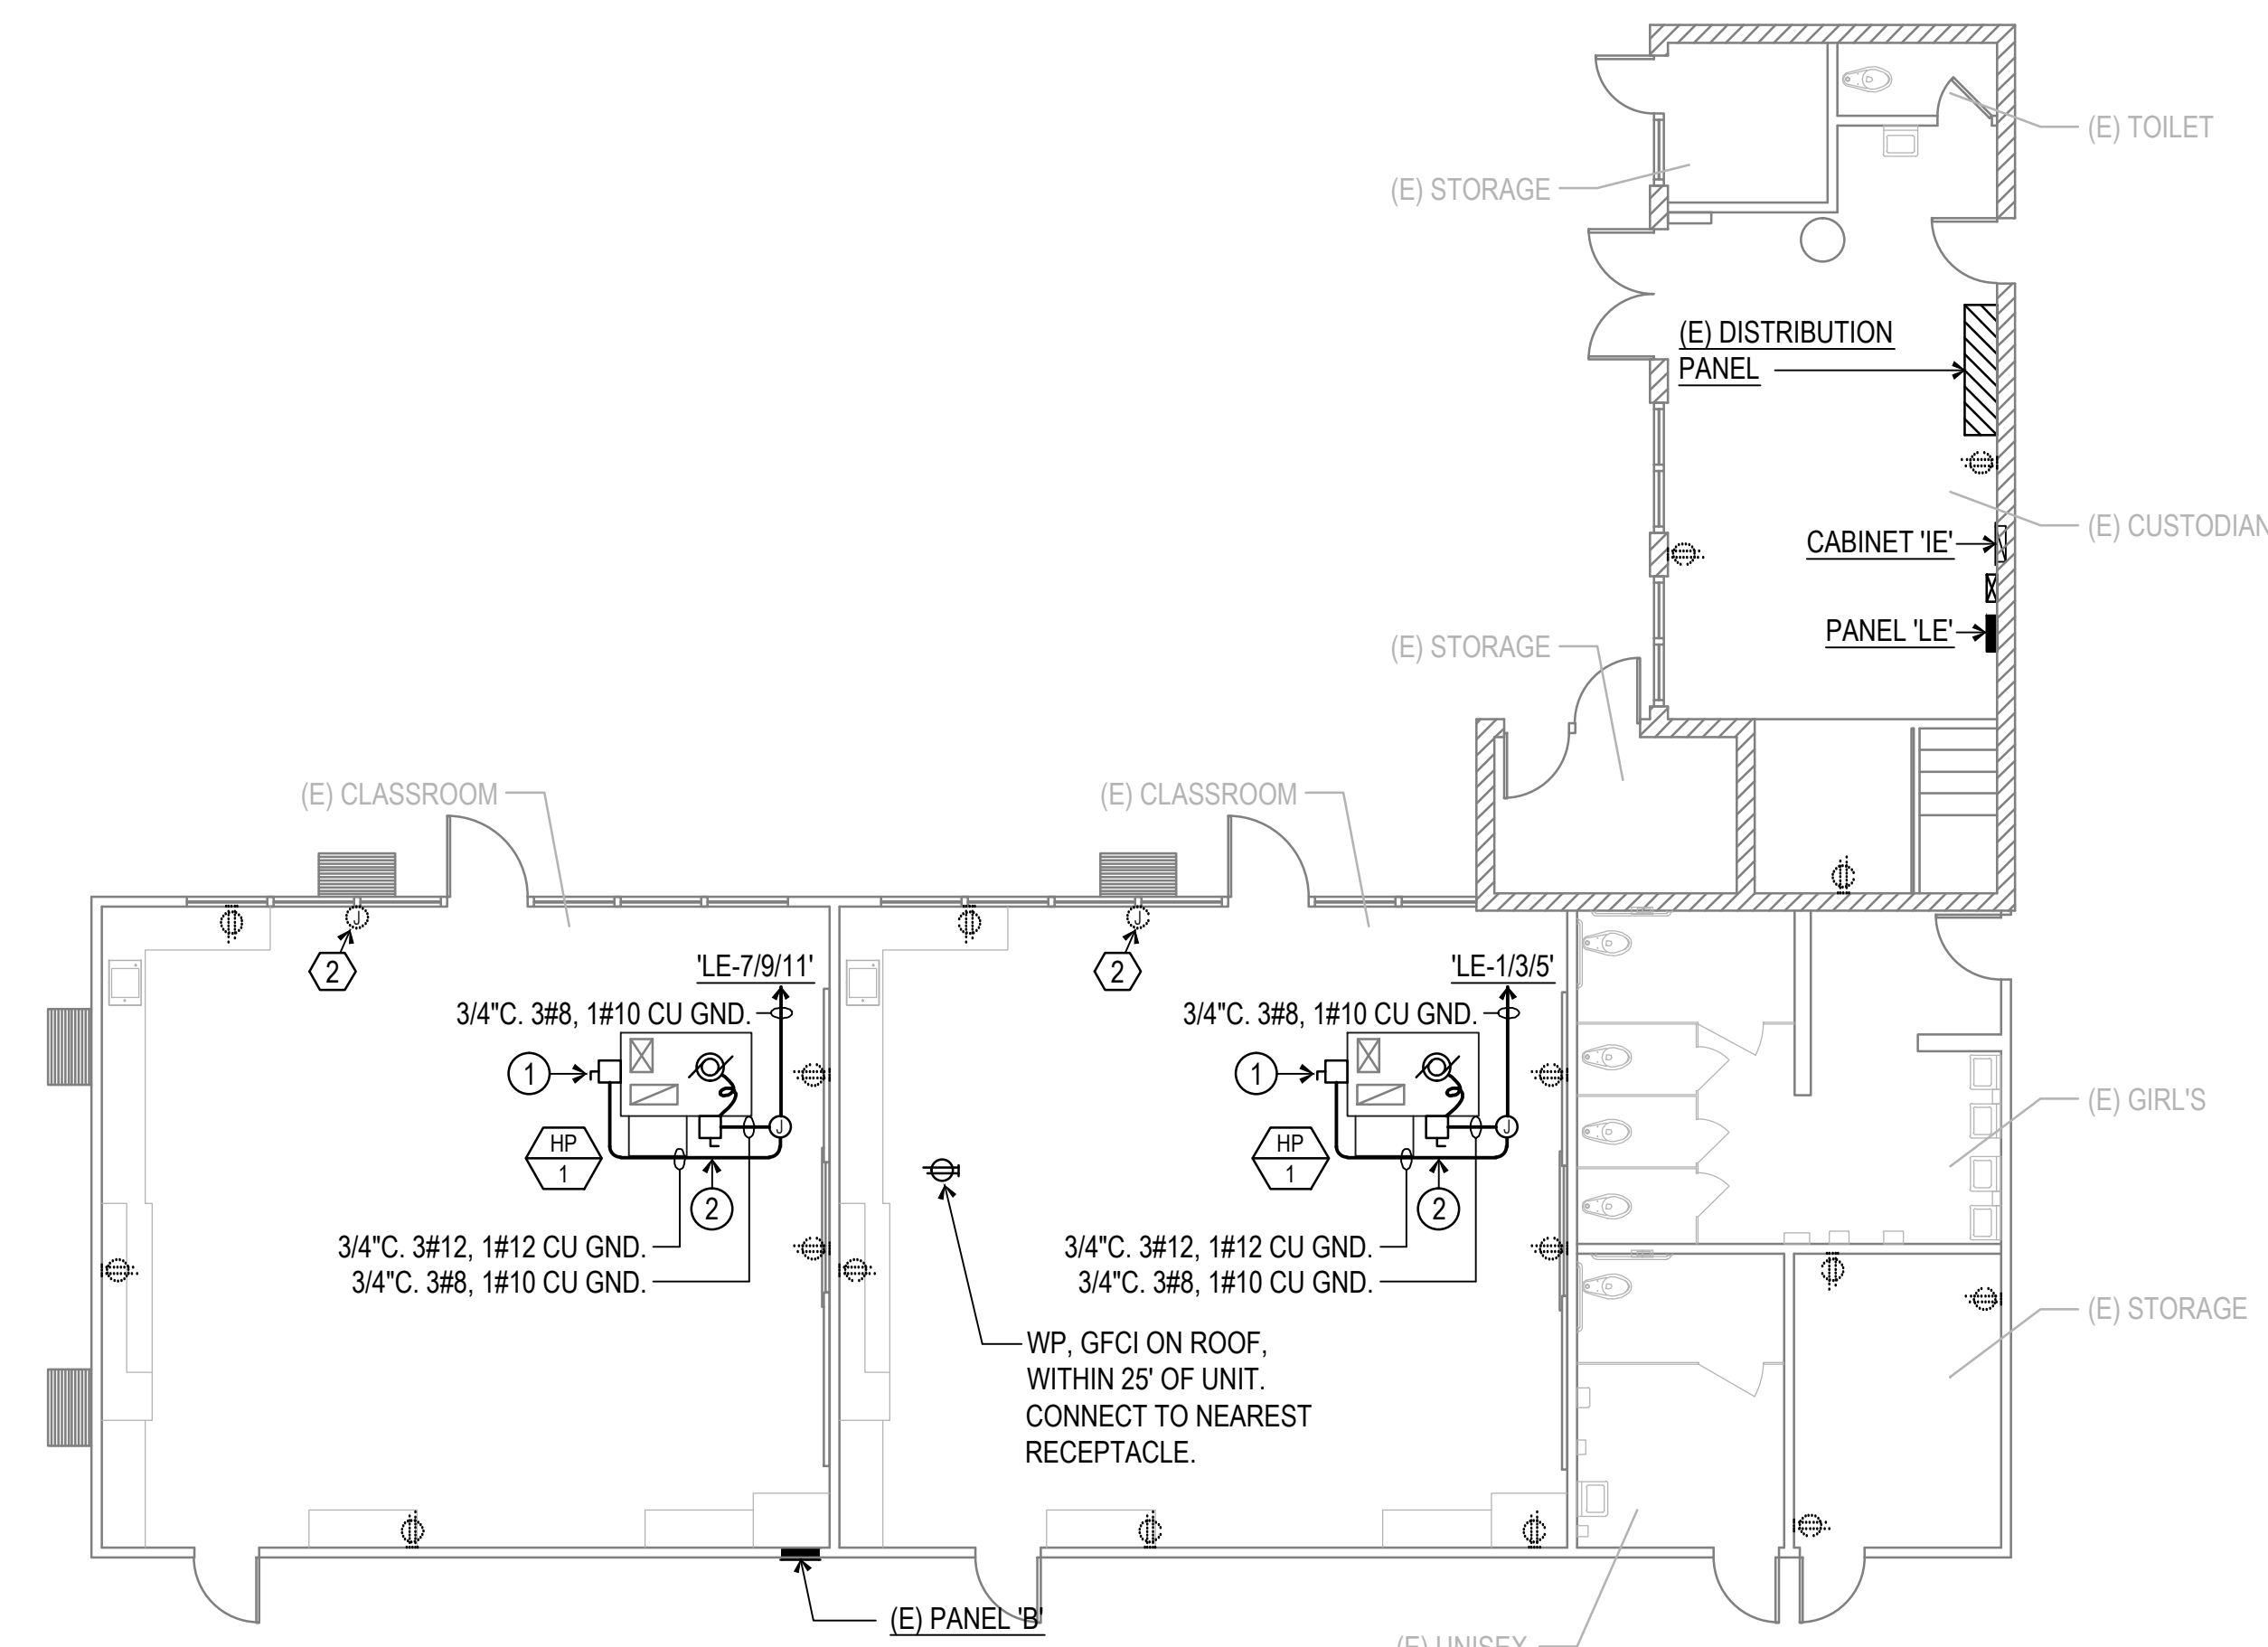 (E) TOILET
(E) STORAGE
(E) DISTRIBUTION
PANEL
(E) CUSTODIAN
CABINET 'IE'
PANEL 'LE'
(E) STORAGE
(E) CLASSROOM
(E) CLASSROOM
2
2
'LE-7/9/11'
'LE-1/3/5'
3/4"C. 3#8, 1#10 CU GND.
3/4"C. 3#8, 1#10 CU GND.
1
1
J
J
J
J
HP
1
HP
1
2
2
(E) GIRL'S
3/4"C. 3#12, 1#12 CU GND.
3/4"C. 3#8, 1#10 CU GND.
3/4"C. 3#12, 1#12 CU GND.
3/4"C. 3#8, 1#10 CU GND.
(E) STORAGE
WP, GFCI ON ROOF,
WITHIN 25' OF UNIT.
CONNECT TO NEAREST
RECEPTACLE.
(E) PANEL 'B'
(E) UNISEX